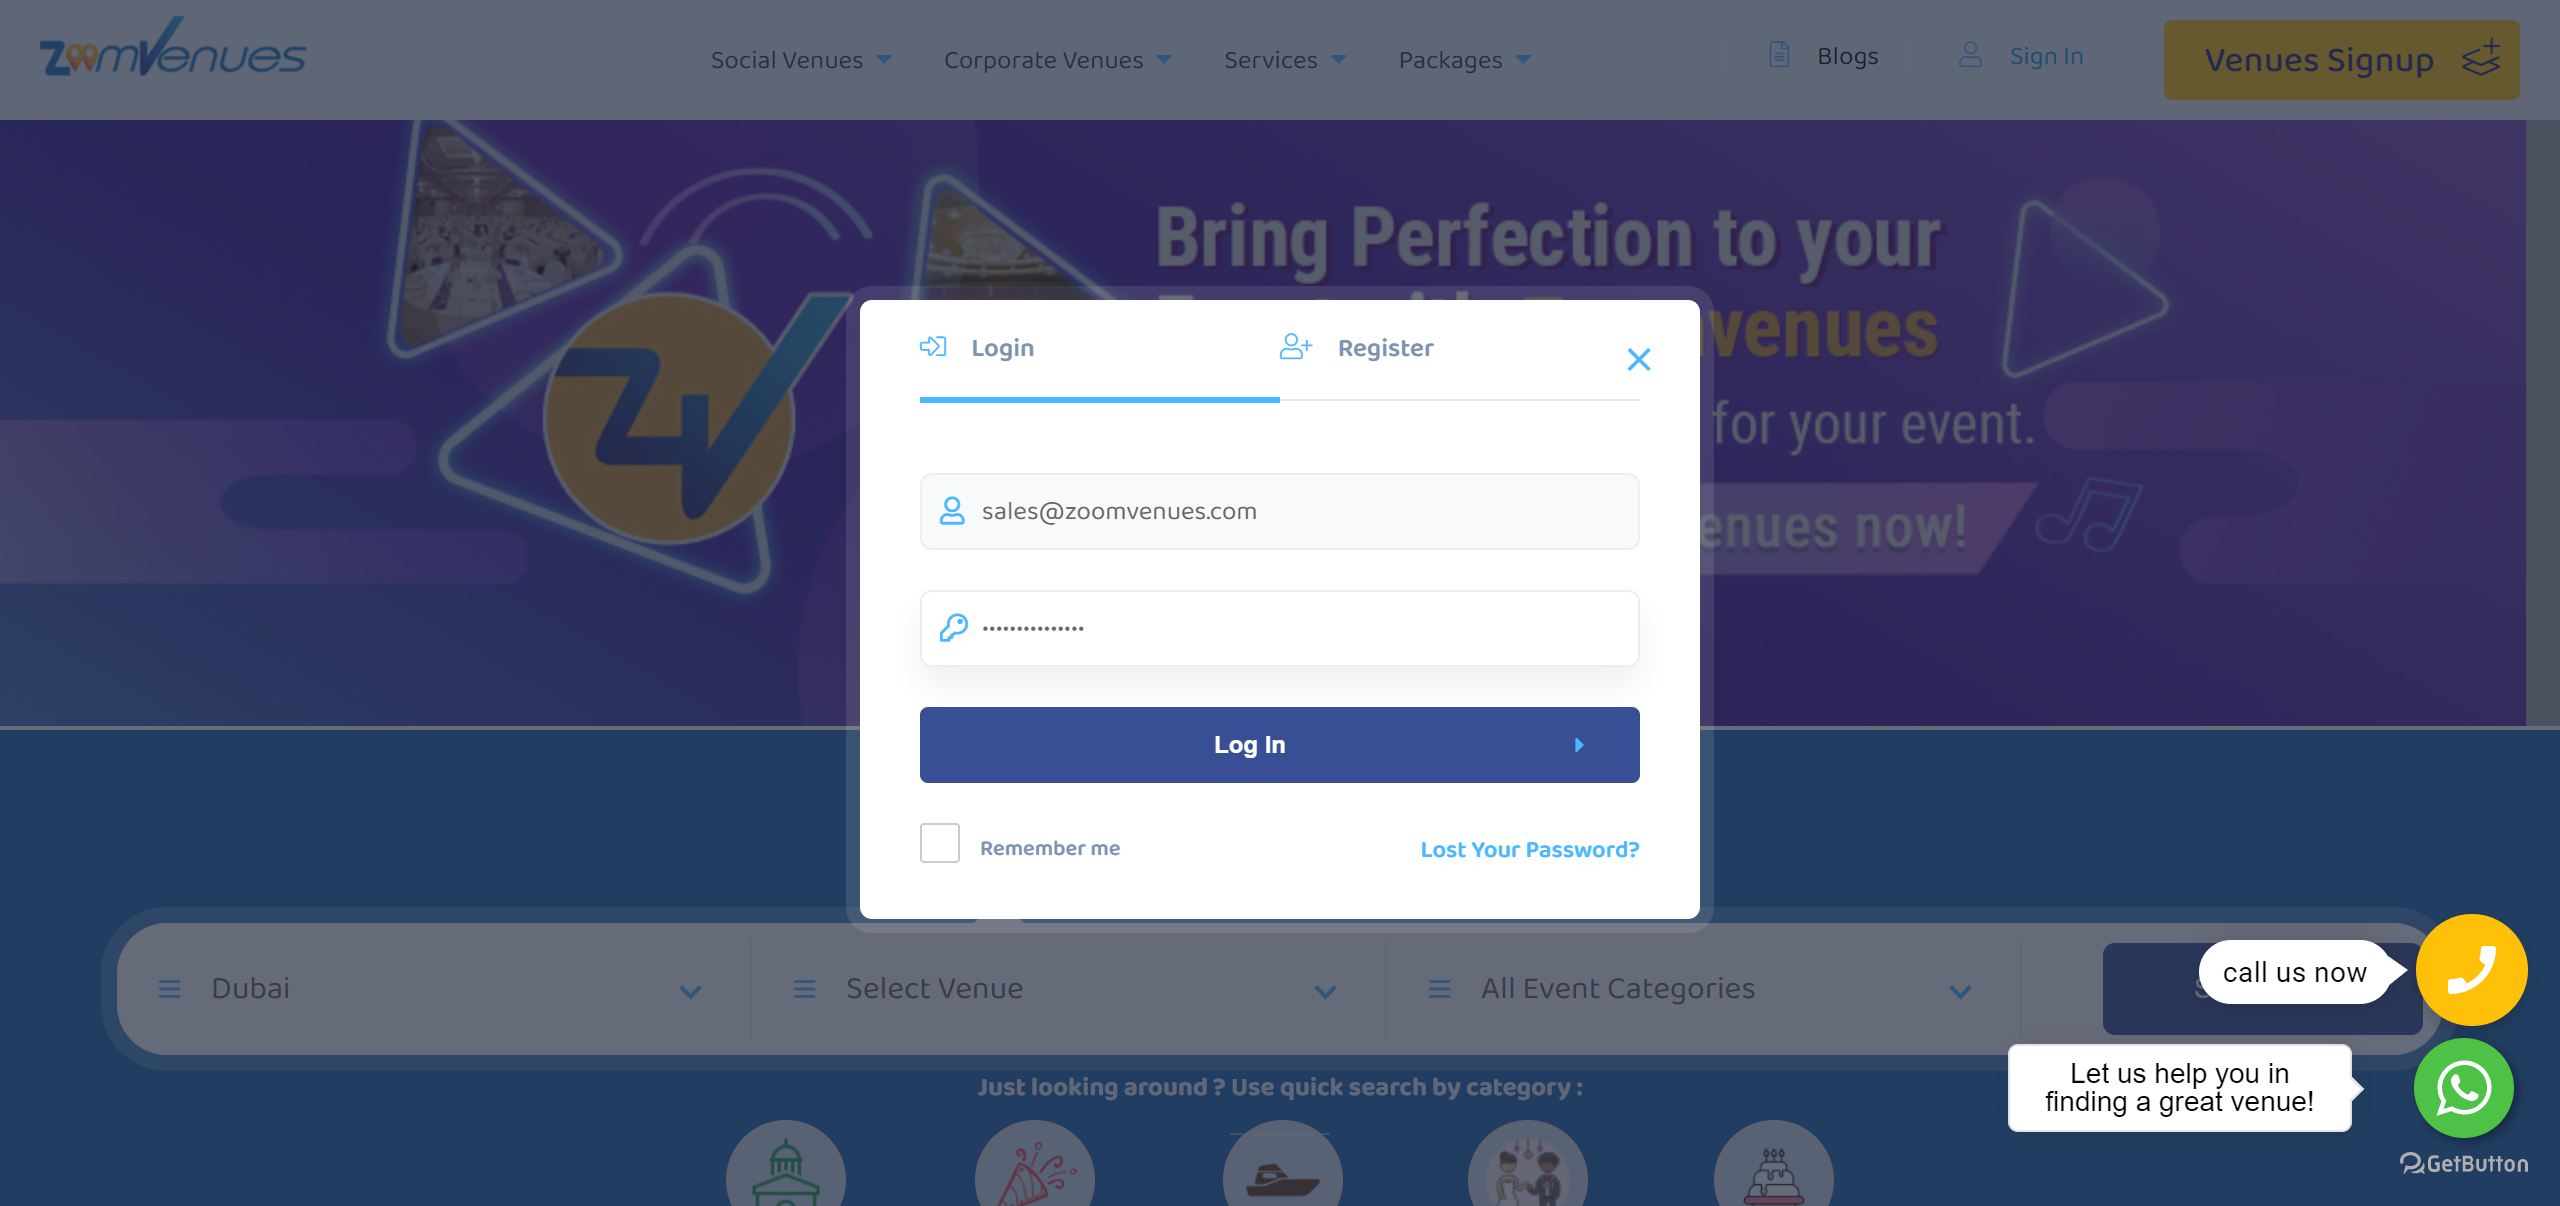 ZoomVenues
Social Venues
Corporate Venues
Services
Packages
Blogs
Sign In
Venues Signup
Bring Perfection to your
venues
for your event.
enues now!
ZV
Login
Register
sales@zoomvenues.com
•••••••••••••••
Log In
Remember me
Lost Your Password?
Dubai
Select Venue
All Event Categories
call us now
Let us help you in
finding a great venue!
GetButton
Just looking around ? Use quick search by category :